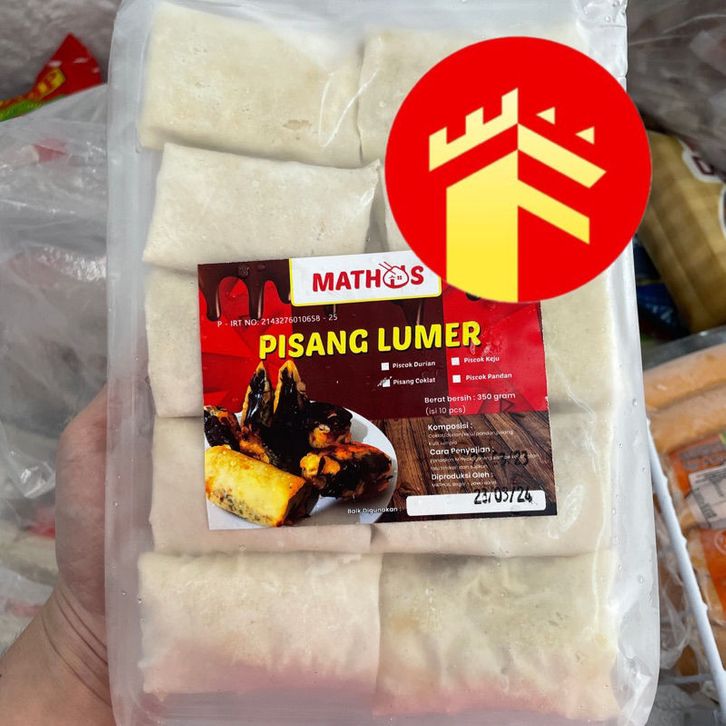 MATHOS
P - IRT NO: 2143276010658 - 25
PISANG LUMER
Piscok Durian
Piscok Keju
Pisang Coklat
Piscok Pandan
Berat bersih : 350 gram
(isi 10 pcs)
Komposisi :
Cara Penyajian :
Diproduksi Oleh :
Baik Digunakan :
23/03/24